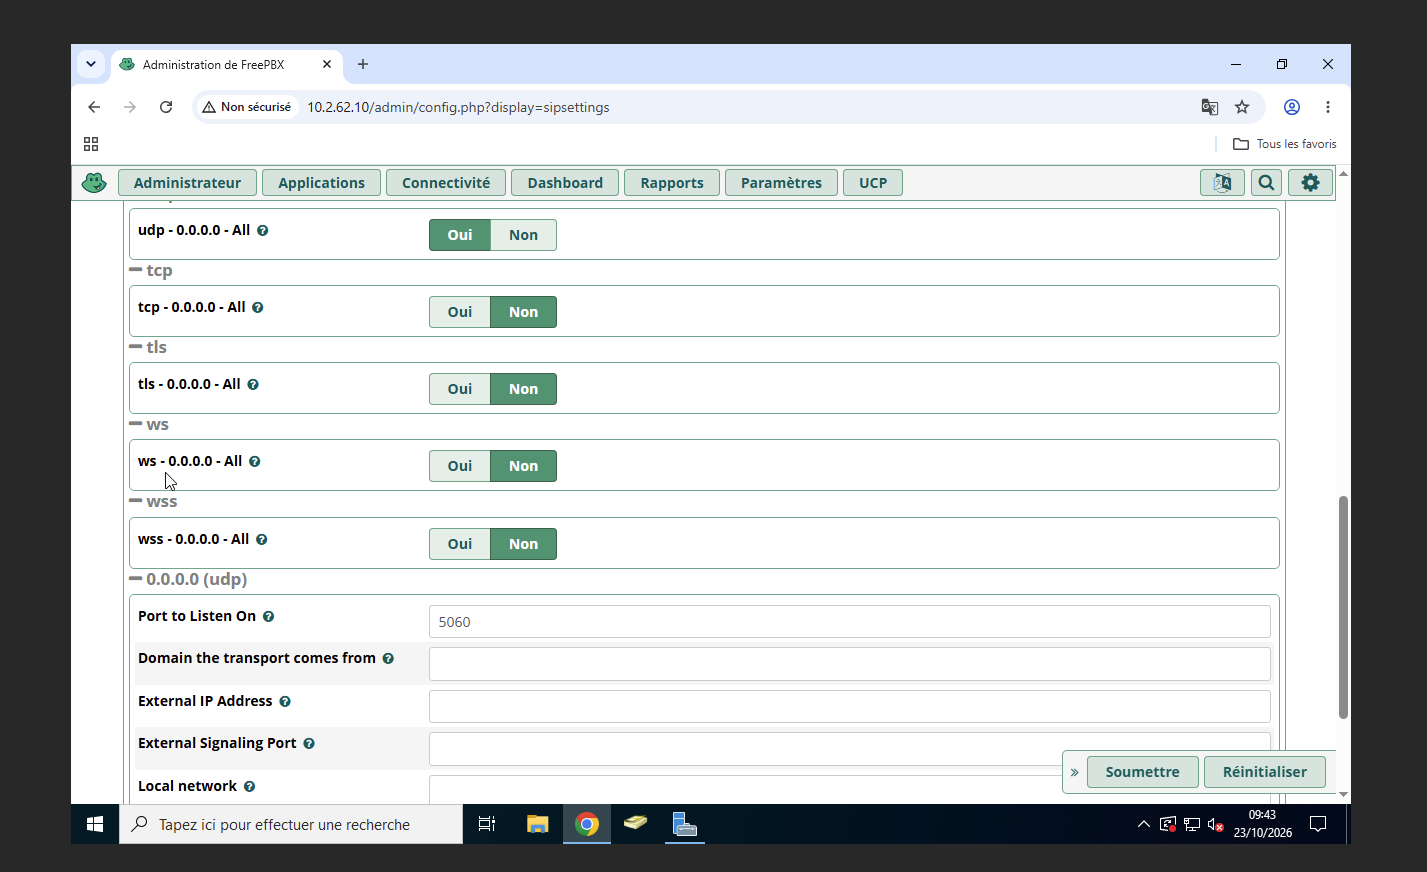 Administration de FreePBX
Non sécurisé
10.2.62.10/admin/config.php?display=sipsettings
Tous les favoris
Administrateur
Applications
Connectivité
Dashboard
Rapports
Paramètres
UCP
udp - 0.0.0.0 - All
Oui
Non
tcp
tcp - 0.0.0.0 - All
Oui
Non
tls
tls - 0.0.0.0 - All
Oui
Non
ws
ws - 0.0.0.0 - All
Oui
Non
wss
wss - 0.0.0.0 - All
Oui
Non
0.0.0.0 (udp)
Port to Listen On
5060
Domain the transport comes from
External IP Address
External Signaling Port
Local network
» Soumettre
Réinitialiser
Tapez ici pour effectuer une recherche
09:43
23/10/2026